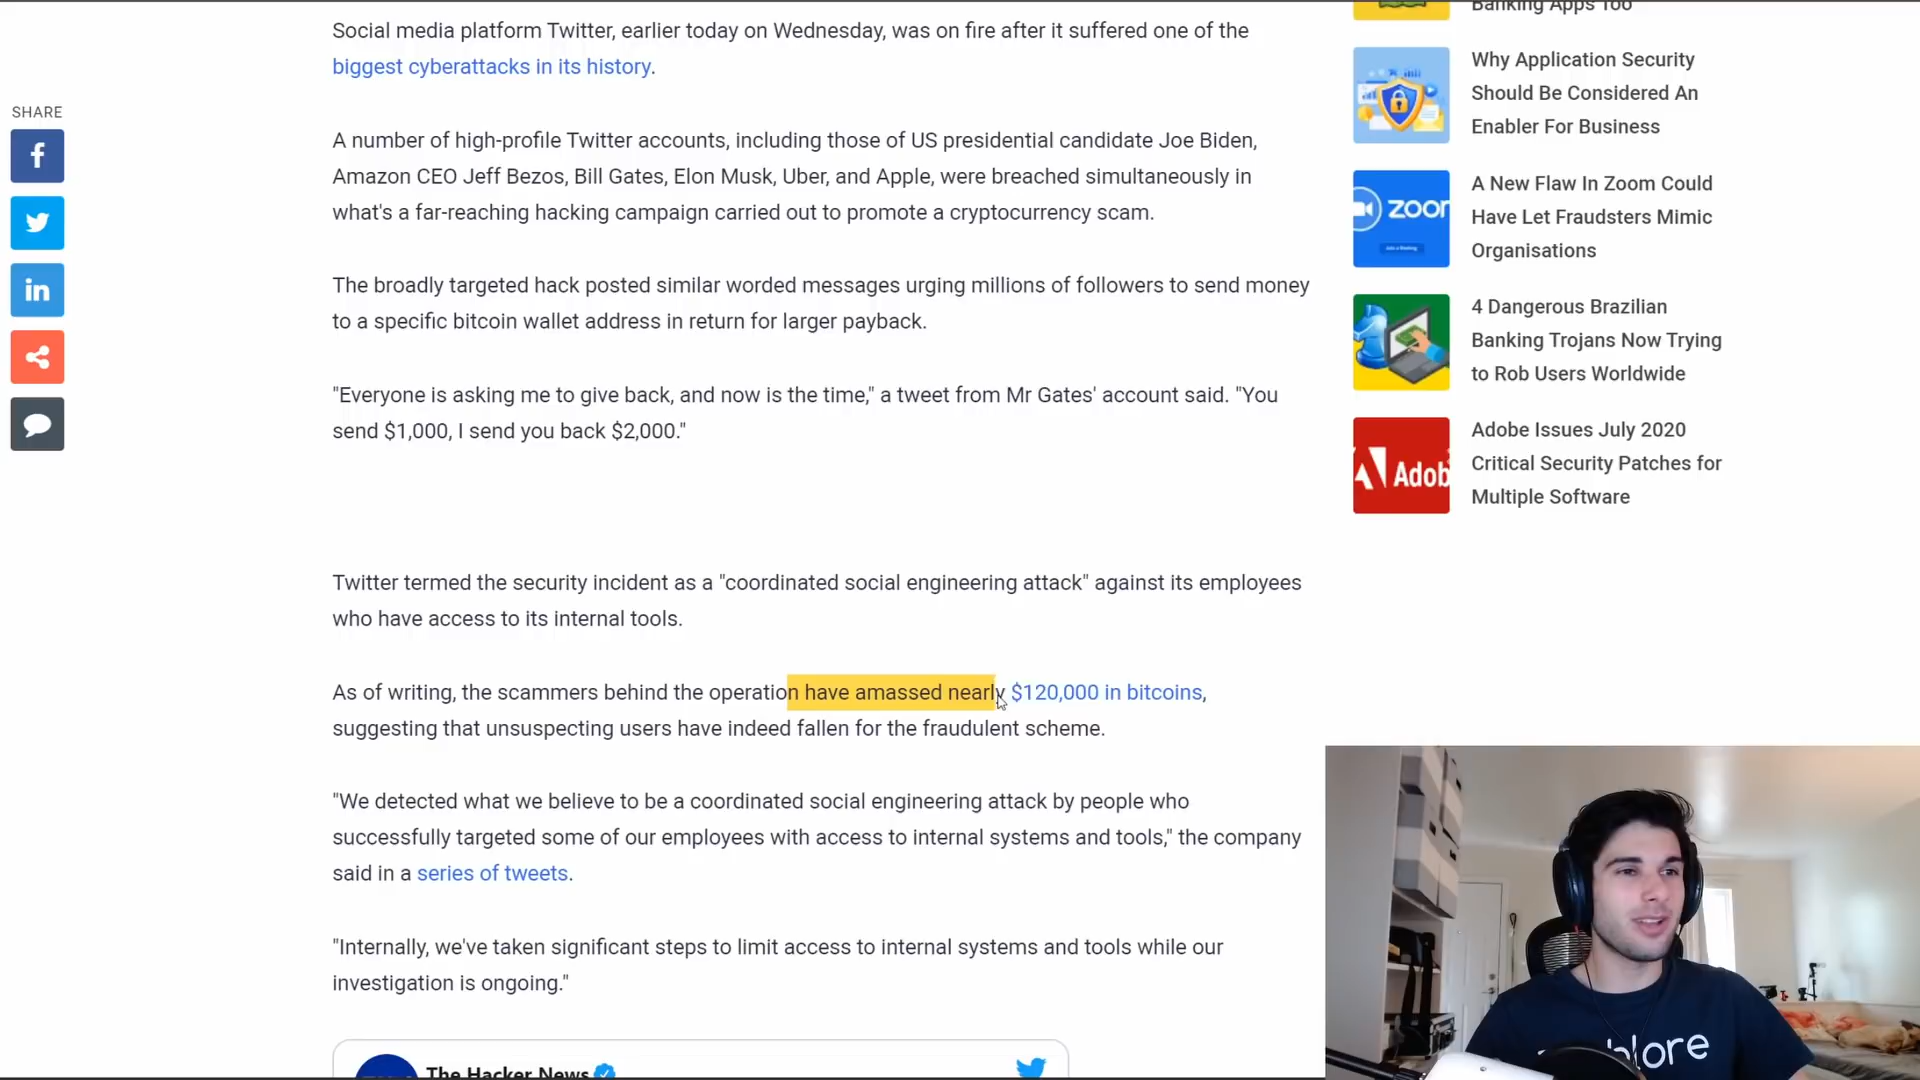 Social media platform Twitter, earlier today on Wednesday, was on fire after it suffered one of the
biggest cyberattacks in its history.
SHARE
A number of high-profile Twitter accounts, including those of US presidential candidate Joe Biden,
Amazon CEO Jeff Bezos, Bill Gates, Elon Musk, Uber, and Apple, were breached simultaneously in
what's a far-reaching hacking campaign carried out to promote a cryptocurrency scam.
The broadly targeted hack posted similar worded messages urging millions of followers to send money
to a specific bitcoin wallet address in return for larger payback.
"Everyone is asking me to give back, and now is the time," a tweet from Mr Gates' account said. "You
send $1,000, I send you back $2,000."
Twitter termed the security incident as a "coordinated social engineering attack" against its employees
who have access to its internal tools.
As of writing, the scammers behind the operation have amassed nearly $120,000 in bitcoins,
suggesting that unsuspecting users have indeed fallen for the fraudulent scheme.
"We detected what we believe to be a coordinated social engineering attack by people who
successfully targeted some of our employees with access to internal systems and tools," the company
said in a series of tweets.
"Internally, we've taken significant steps to limit access to internal systems and tools while our
investigation is ongoing."
The Hacker News
Banking Apps Too
Why Application Security
Should Be Considered An
Enabler For Business
zoom
A New Flaw In Zoom Could
Have Let Fraudsters Mimic
Organisations
4 Dangerous Brazilian
Banking Trojans Now Trying
to Rob Users Worldwide
Adob
Adobe Issues July 2020
Critical Security Patches for
Multiple Software